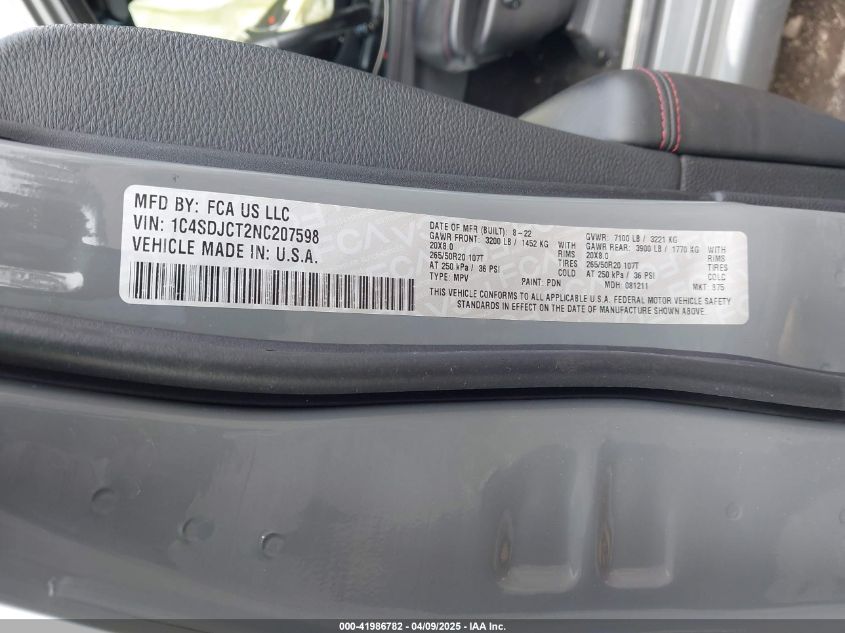 MFD BY: FCA US LLC
VIN: 1C4SDJCT2NC207598
VEHICLE MADE IN U.S.A.
DATE OF MFR (BUILT): 8-22 GVWR: 7100 LB / 3221 KG
GAWR FRONT: 3200 LB / 1452 KG WITH GAWR REAR: 3900 LB / 1770 KG WITH
20X8.0 RIMS 20X8.0 RIMS
265/50R20 107T TIRES 265/50R20 107T TIRES
AT 250 kPa / 36 PSI COLD AT 250 kPa / 36 PSI COLD
TYPE: MPV PAINT: PDN MDH: 081211 MKT: 975
THIS VEHICLE CONFORMS TO ALL APPLICABLE U.S.A. FEDERAL MOTOR VEHICLE SAFETY
STANDARDS IN EFFECT ON THE DATE OF MANUFACTURE SHOWN ABOVE.
000-41986782 / 04/09/2025 - IAA Inc.